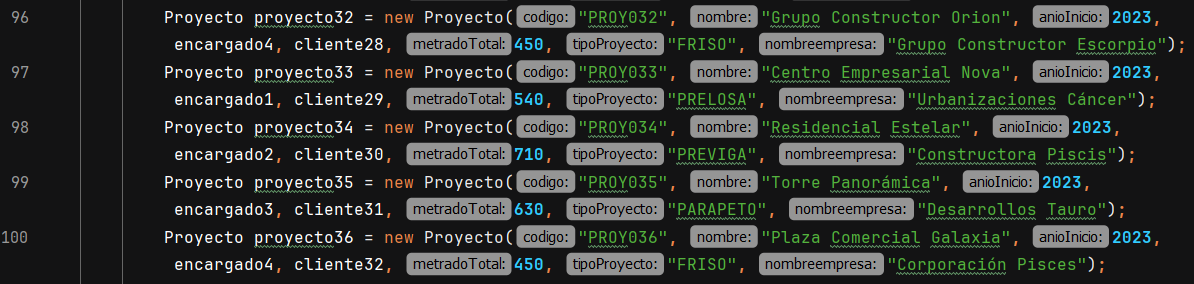 96 Proyecto proyecto32 = new Proyecto( codigo: "PROY032", nombre: "Grupo Constructor Orion", anioInicio: 2023,
encargado4, cliente28, metradoTotal: 450, tipoProyecto: "FRISO", nombreempresa: "Grupo Constructor Escorpio");
97 Proyecto proyecto33 = new Proyecto( codigo: "PROY033", nombre: "Centro Empresarial Nova", anioInicio: 2023,
encargado1, cliente29, metradoTotal: 540, tipoProyecto: "PRELOSA", nombreempresa: "Urbanizaciones Cáncer");
98 Proyecto proyecto34 = new Proyecto( codigo: "PROY034", nombre: "Residencial Estelar", anioInicio: 2023,
encargado2, cliente30, metradoTotal: 710, tipoProyecto: "PREVIGA", nombreempresa: "Constructora Piscis");
99 Proyecto proyecto35 = new Proyecto( codigo: "PROY035", nombre: "Torre Panorámica", anioInicio: 2023,
encargado3, cliente31, metradoTotal: 630, tipoProyecto: "PARAPETO", nombreempresa: "Desarrollos Tauro");
100 Proyecto proyecto36 = new Proyecto( codigo: "PROY036", nombre: "Plaza Comercial Galaxia", anioInicio: 2023,
encargado4, cliente32, metradoTotal: 450, tipoProyecto: "FRISO", nombreempresa: "Corporación Pisces");